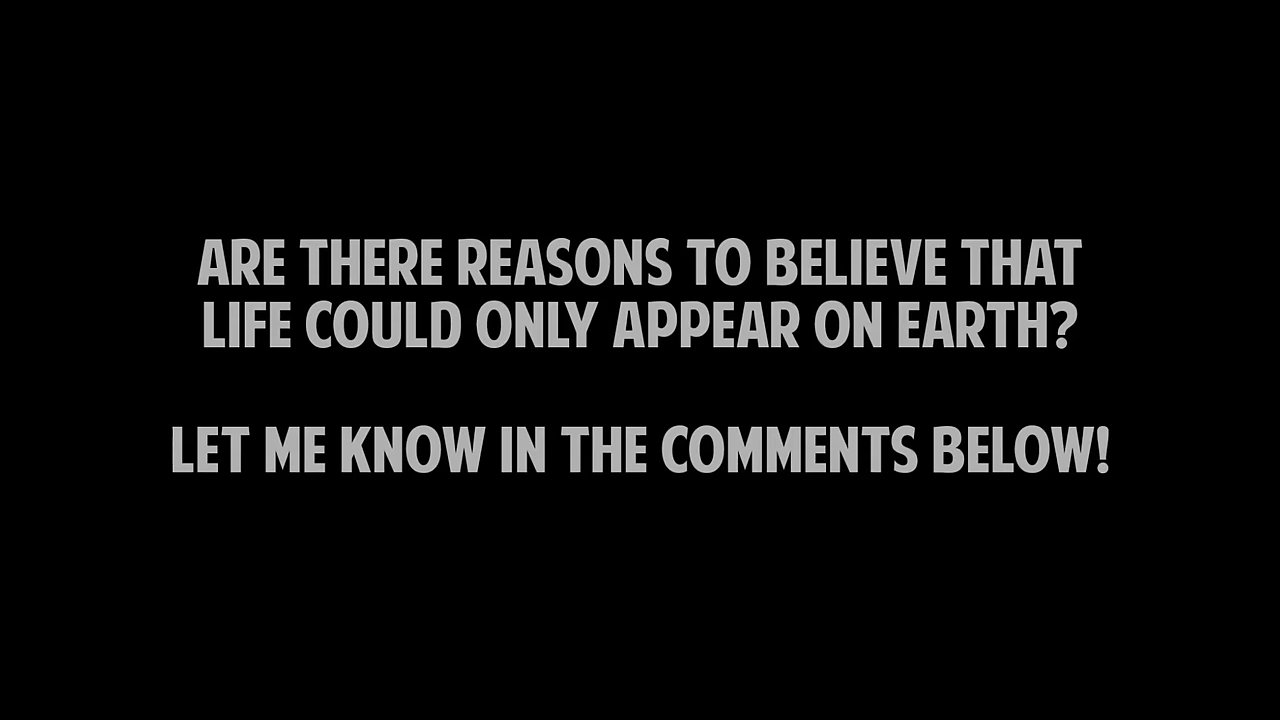 ARE THERE REASONS TO BELIEVE THAT
LIFE COULD ONLY APPEAR ON EARTH?
LET ME KNOW IN THE COMMENTS BELOW!